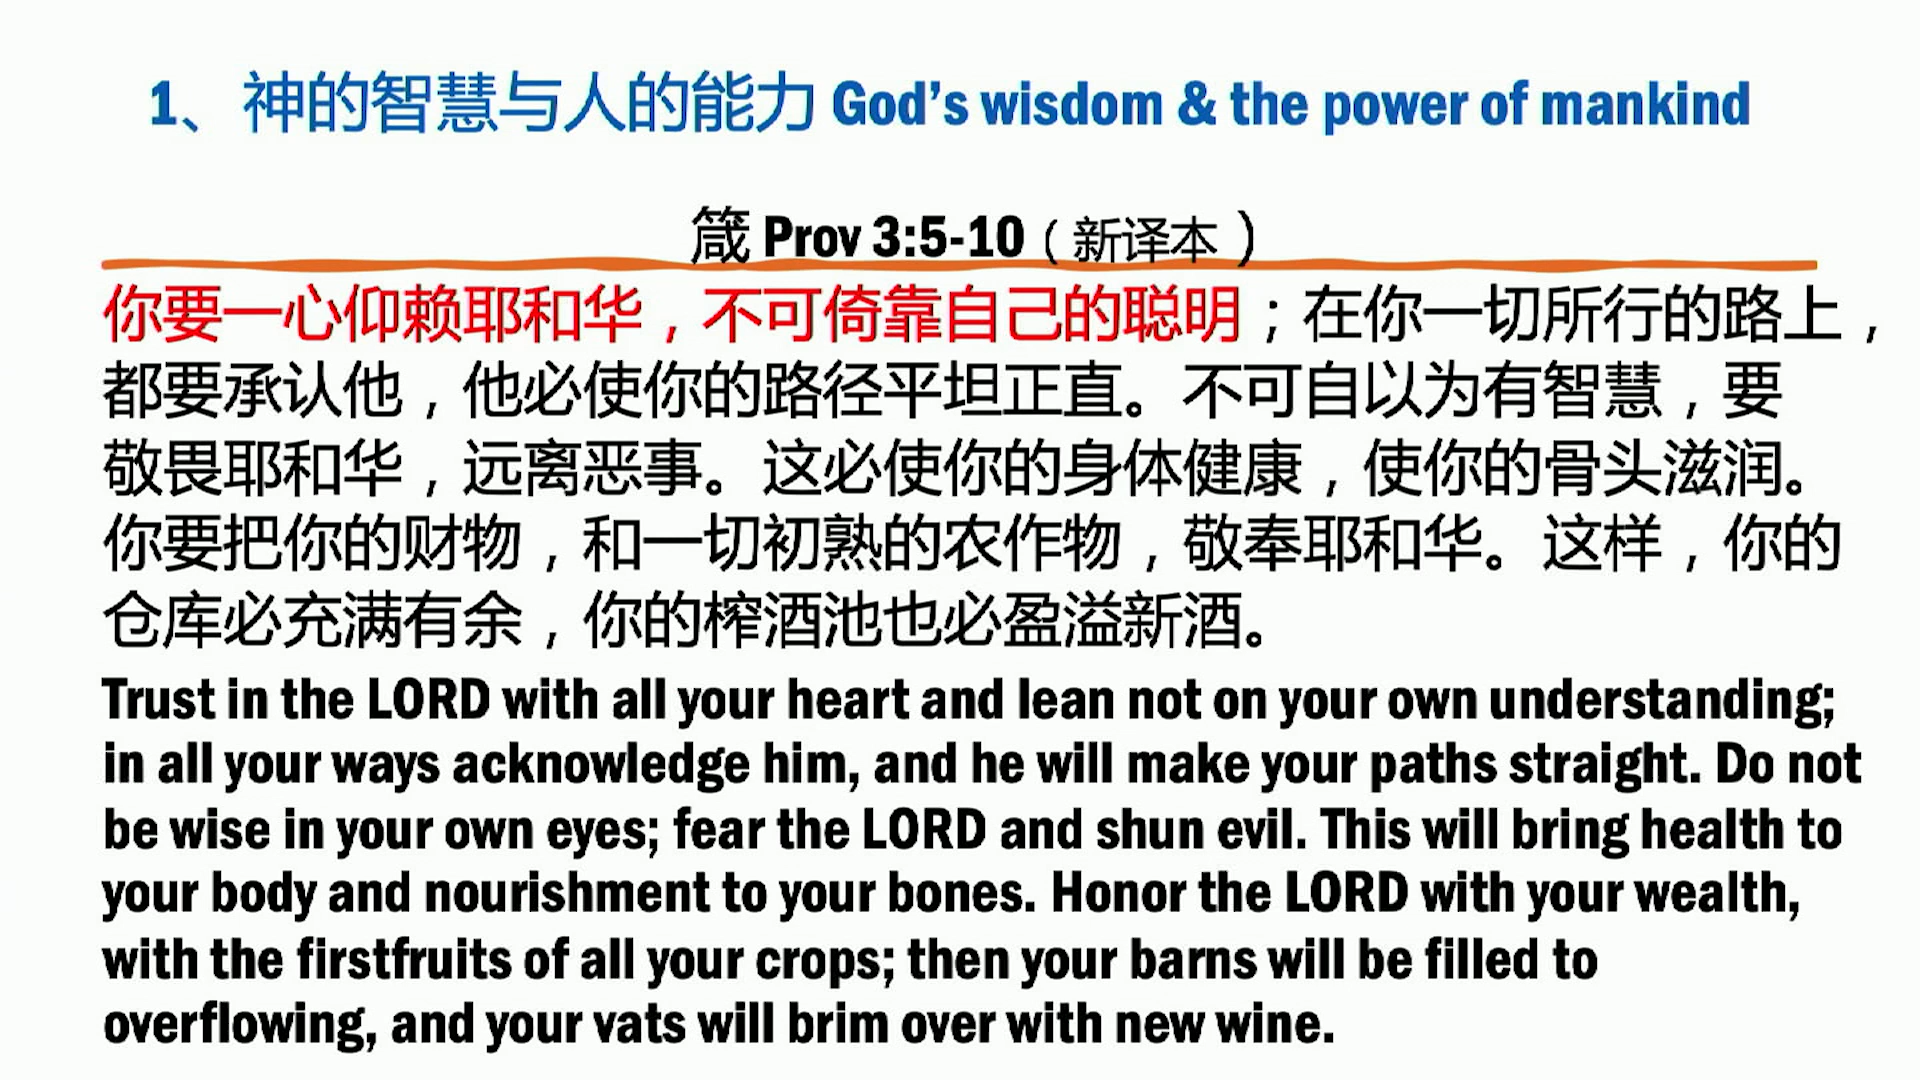 1、神的智慧与人的能力 God’s wisdom & the power of mankind
箴 Prov 3:5-10（新译本）
你要一心仰赖耶和华，不可倚靠自己的聪明；在你一切所行的路上，
都要承认他，他必使你的路径平坦正直。不可自以为有智慧，要
敬畏耶和华，远离恶事。这必使你的身体健康，使你的骨头滋润。
你要把你的财物，和一切初熟的农作物，敬奉耶和华。这样，你的
仓库必充满有余，你的榨酒池也必盈溢新酒。
Trust in the LORD with all your heart and lean not on your own understanding;
in all your ways acknowledge him, and he will make your paths straight. Do not
be wise in your own eyes; fear the LORD and shun evil. This will bring health to
your body and nourishment to your bones. Honor the LORD with your wealth,
with the firstfruits of all your crops; then your barns will be filled to
overflowing, and your vats will brim over with new wine.